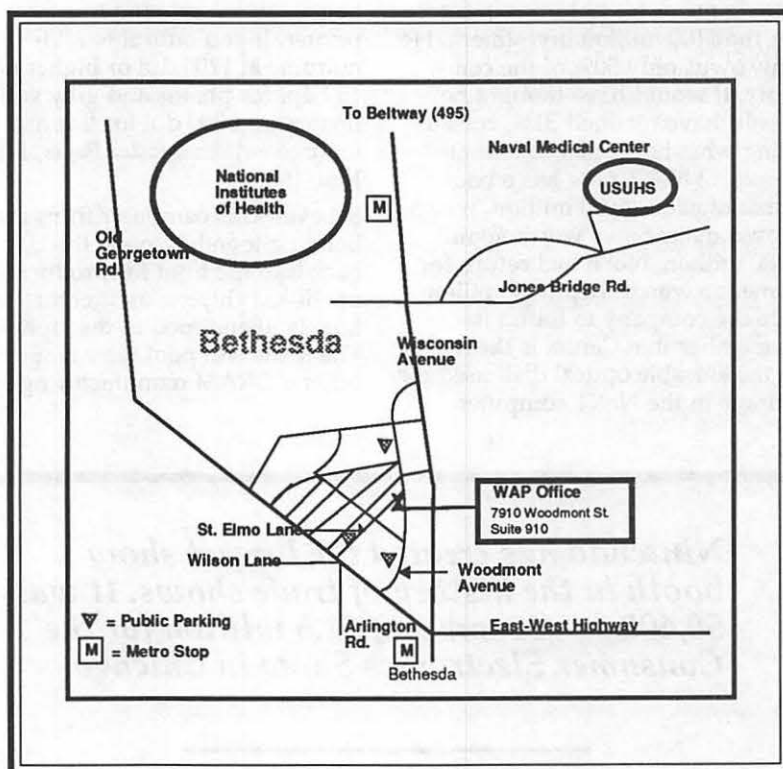 To Beltway (495)
Naval Medical Center
National
Institutes
of Health
M
USUHS
Old
Georgetown
Rd.
Jones Bridge Rd.
Bethesda
Wisconsin
Avenue
WAP Office
7910 Woodmont St.
Suite 910
X
St. Elmo Lane
Wilson Lane
Woodmont
Avenue
P = Public Parking
M = Metro Stop
Arlington
Rd.
M
Bethesda
East-West Highway